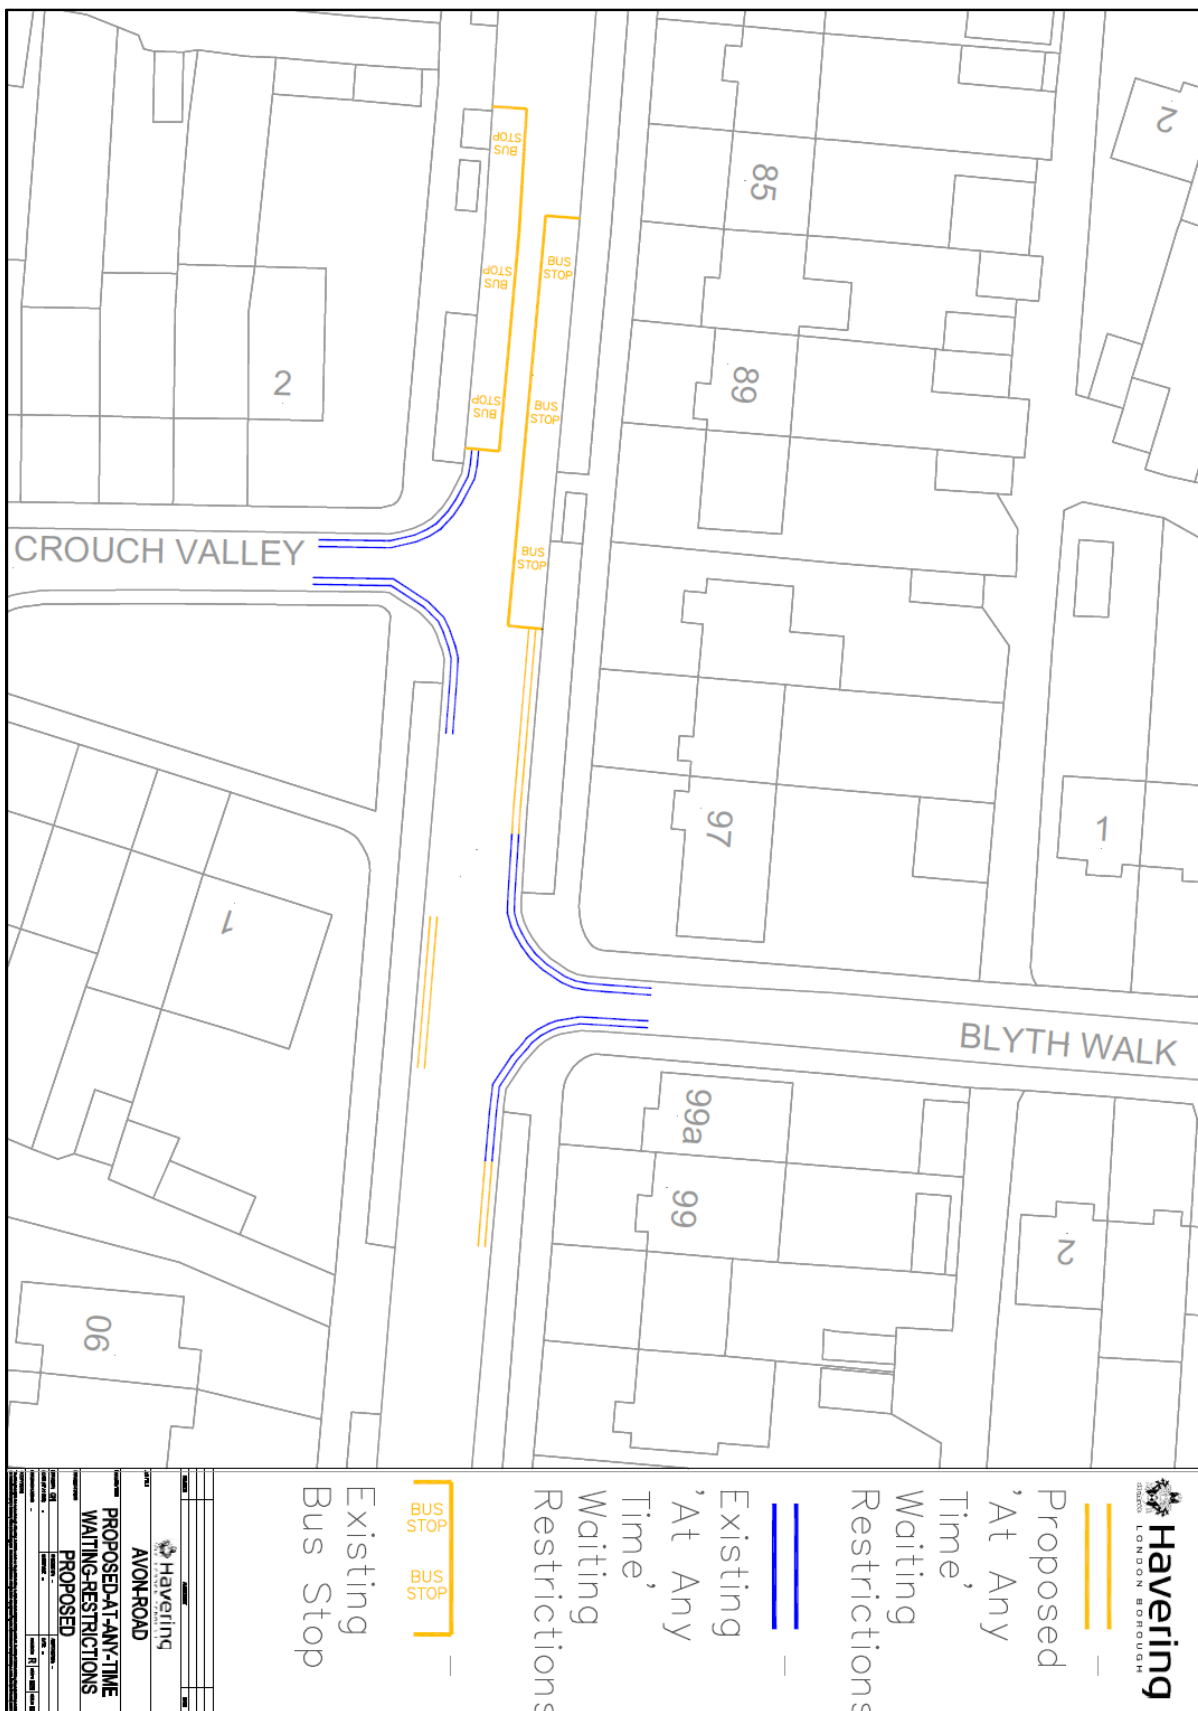 BUS
STOP
BUS
STOP
BUS
STOP
BUS
STOP
BUS
STOP
BUS
STOP
2
85
89
2
CROUCH VALLEY
97
1
1
BLYTH WALK
99a
99
2
90
Havering
LONDON BOROUGH
Proposed
'At Any
Time'
Waiting
Restrictions
Existing
'At Any
Time'
Waiting
Restrictions
BUS
STOP
BUS
STOP
Existing
Bus Stop
Havering
AVON-ROAD
PROPOSED-AT-ANY-TIME
WAITING-RESTRICTIONS
PROPOSED